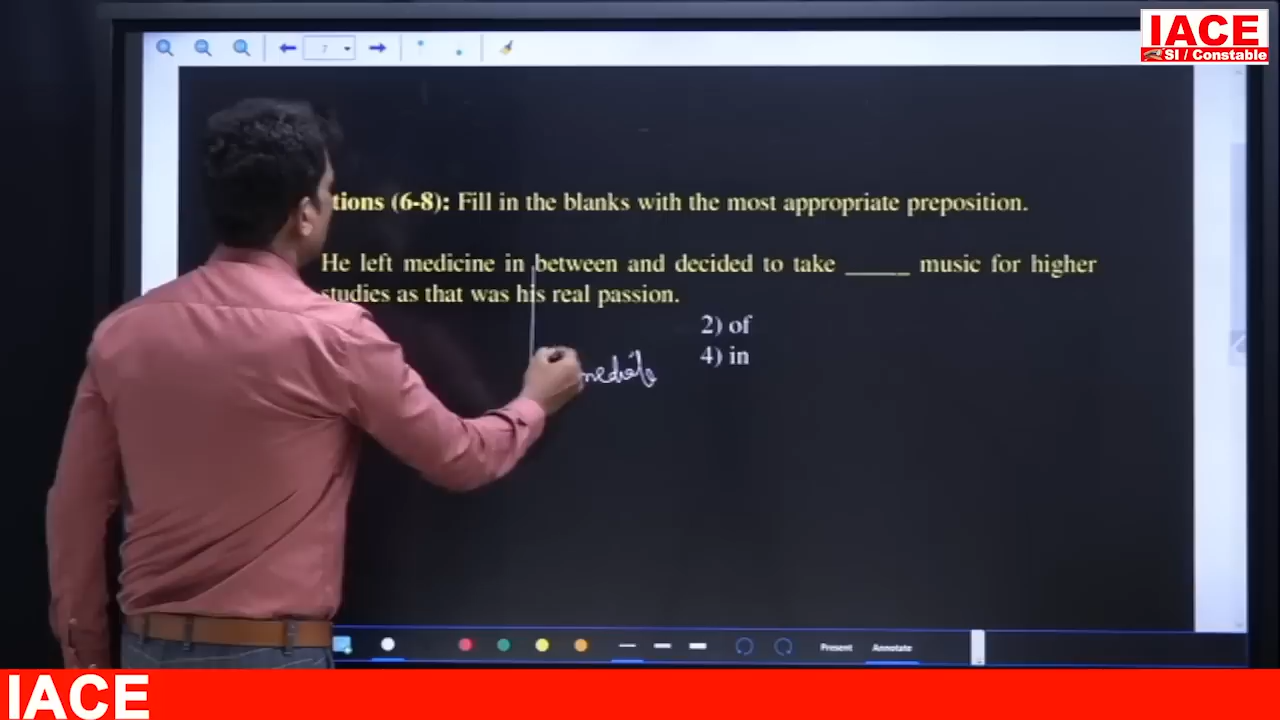 IACE
SI / Constable
7
tions (6-8): Fill in the blanks with the most appropriate preposition.
He left medicine in between and decided to take _____ music for higher
studies as that was his real passion.
2) of
4) in
Present
Annotate
IACE